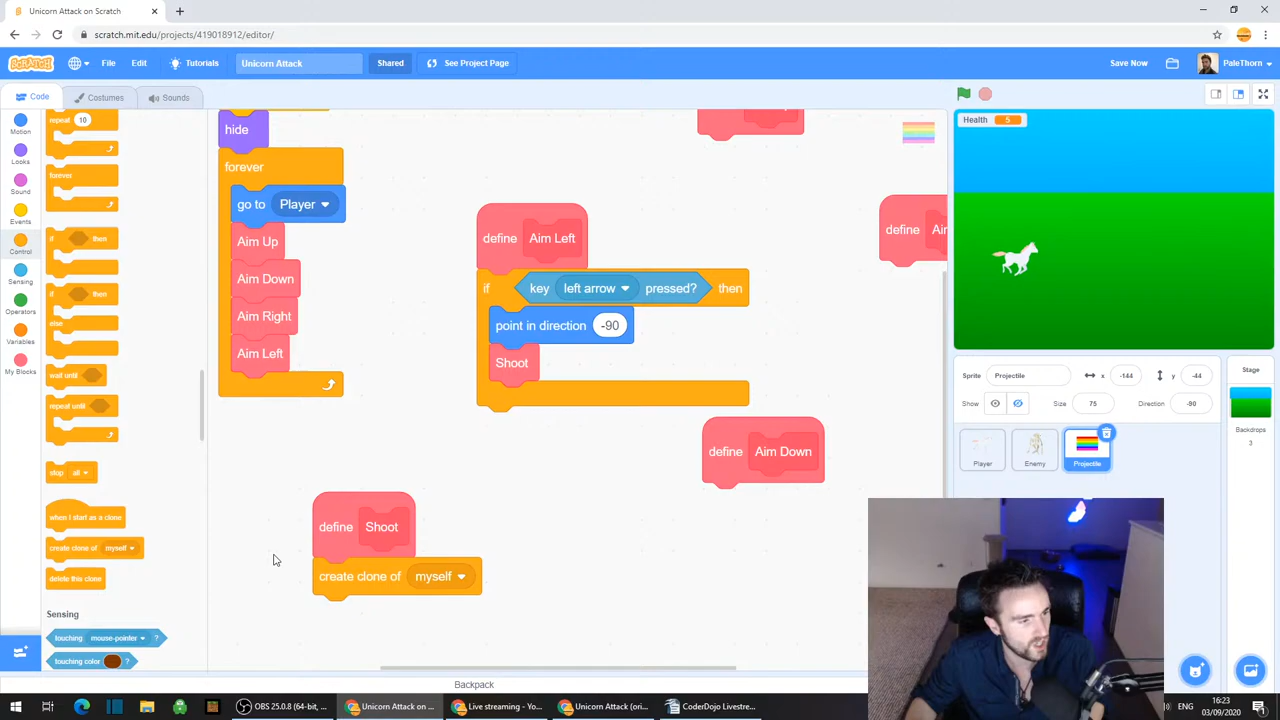 Unicorn Attack on Scratch
scratch.mit.edu/projects/419018912/editor/
SCRATCH
File
Edit
Tutorials
Unicorn Attack
Shared
See Project Page
Save Now
PaleThorn
Code
Costumes
Sounds
Motion
Looks
Sound
Events
Control
Sensing
Operators
Variables
My Blocks
repeat 10
forever
if then
if then
else
wait until
repeat until
stop all
when I start as a clone
create clone of myself
delete this clone
Sensing
touching mouse-pointer ?
touching color ?
hide
forever
go to Player
Aim Up
Aim Down
Aim Right
Aim Left
define Aim Left
if key left arrow pressed? then
point in direction -90
Shoot
define
define Aim Down
define Shoot
create clone of myself
Backpack
Health 5
Sprite Projectile x -144 y -44
Show Size 75 Direction -90
Player
Enemy
Projectile
Stage
Backdrops
3
OBS 25.0.8 (64-bit, ...
Unicorn Attack on ...
Live streaming - Yo...
Unicorn Attack (ori...
CoderDojo Livestre...
ENG
16:23
03/09/2020